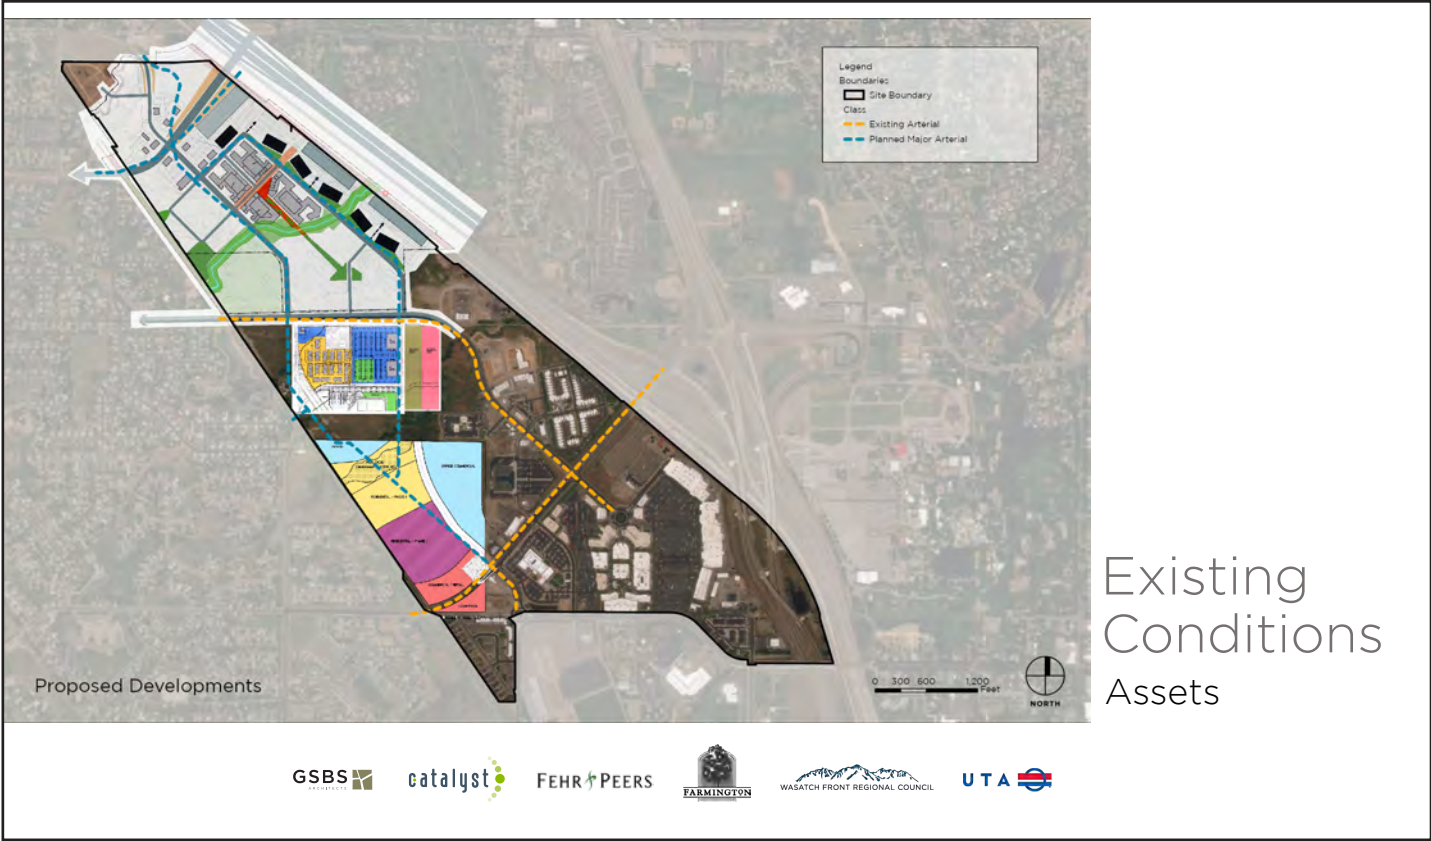 Legend
Boundaries
Site Boundary
Class
Existing Arterial
Planned Major Arterial
Proposed Developments
0 300 600 1,200
Feet
NORTH
Existing
Conditions
Assets
GSBS
ARCHITECTS
catalyst
FEHR PEERS
FARMINGTON
WASATCH FRONT REGIONAL COUNCIL
UTA